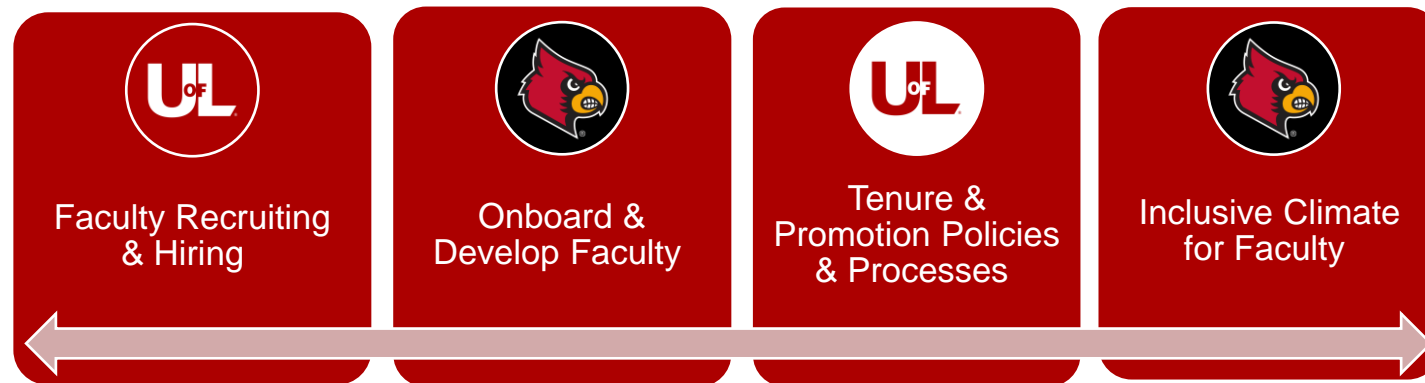 UOFL
Faculty Recruiting
& Hiring
Onboard &
Develop Faculty
UOFL
Tenure &
Promotion Policies
& Processes
Inclusive Climate
for Faculty